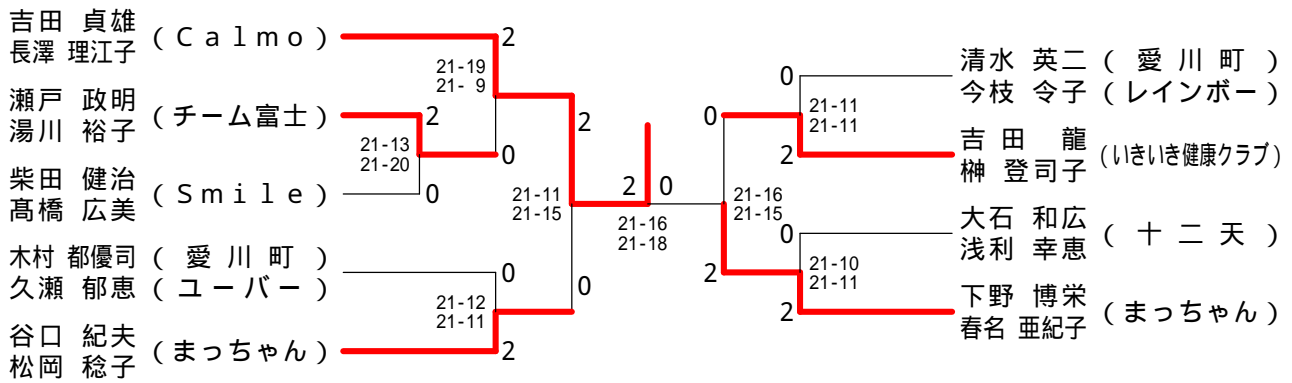 吉田 貞雄
長澤 理江子
(Calmo)
瀬戸 政明
湯川 裕子
(チーム富士)
柴田 健治
髙橋 広美
(Smile)
木村 都優司 (愛川町)
久瀬 郁恵 (ユーバー)
谷口 紀夫
松岡 稔子
(まっちゃん)
2
21-19
21- 9
0
2
21-13
21-20
0
2
21-11
21-15
0
0
21-12
21-11
2
2 0
21-16
21-18
0
21-16
21-15
2
0
21-11
21-11
2
0
21-10
21-11
2
清水 英二 (愛川町)
今枝 令子 (レインボー)
吉田 龍
榊 登司子
(いきいき健康クラブ)
大石 和広
浅利 幸恵
(十二天)
下野 博栄
春名 亜紀子
(まっちゃん)